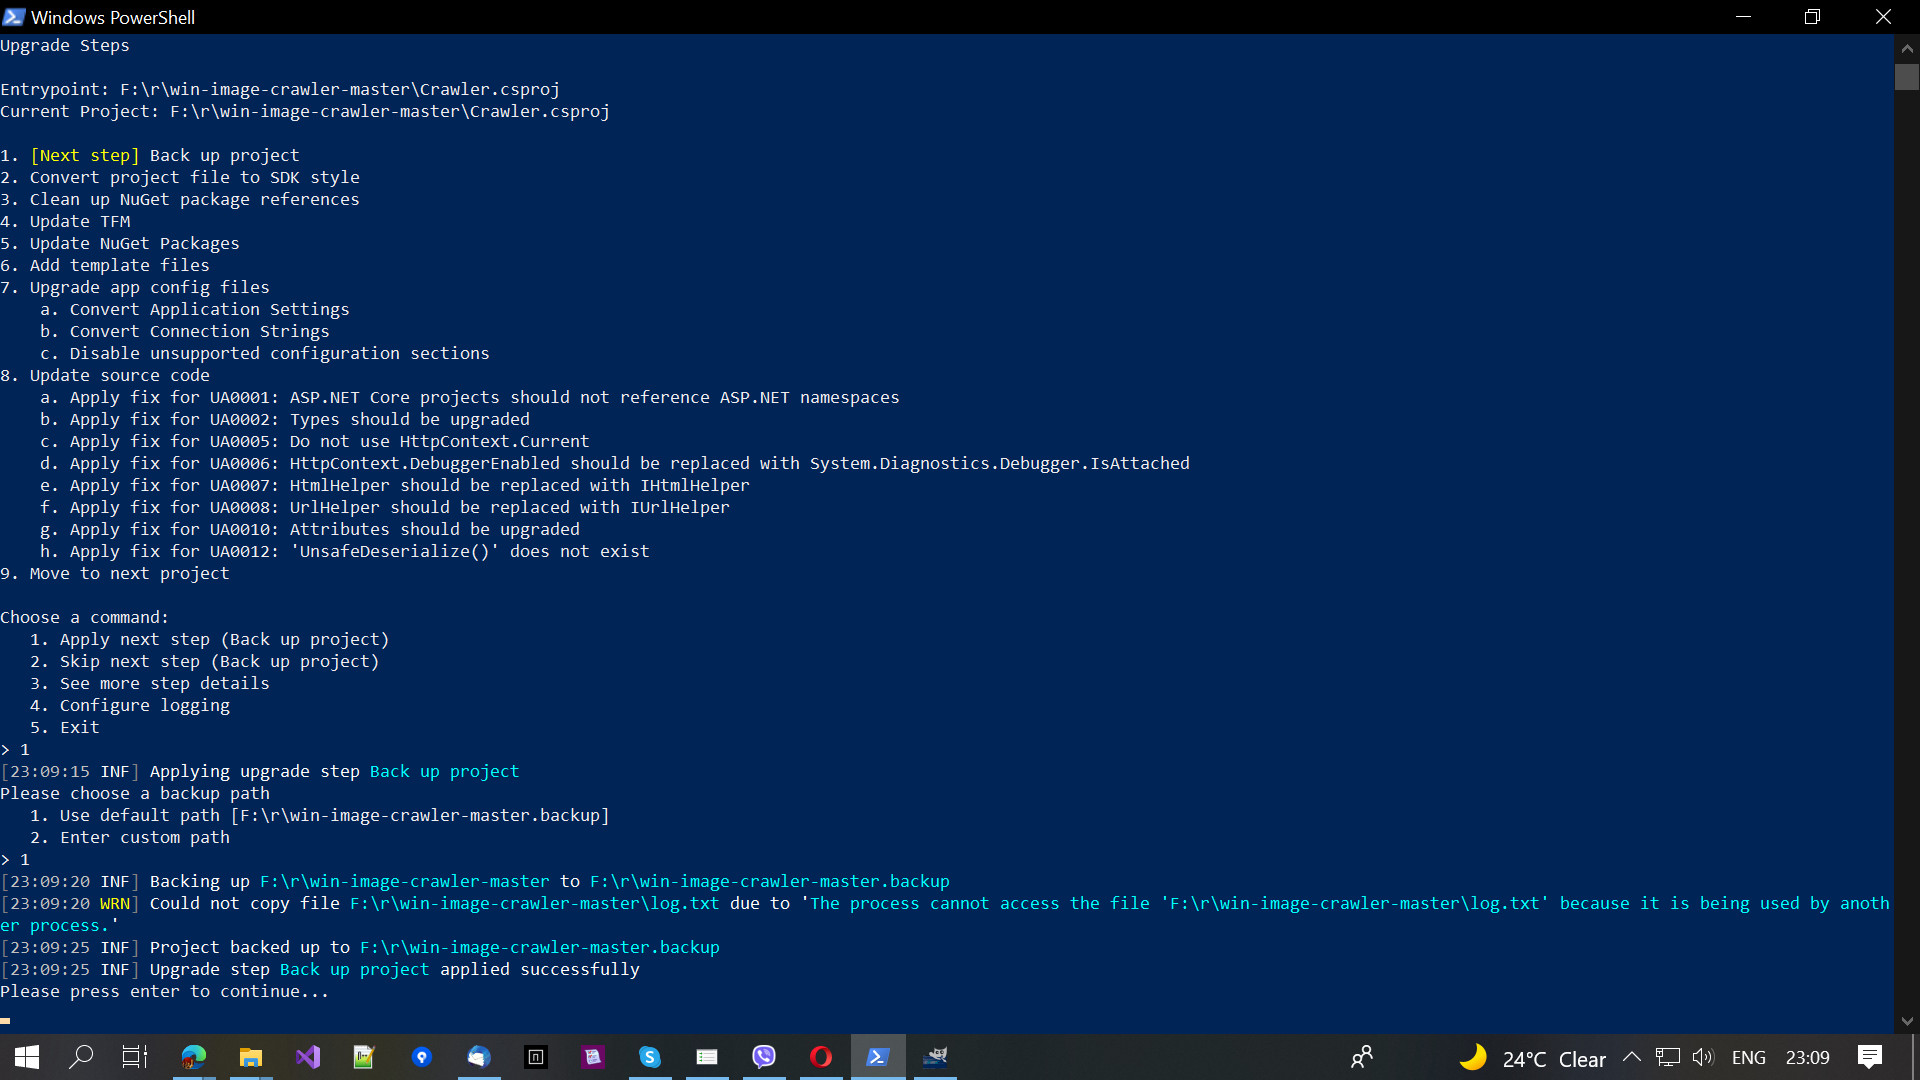 Windows PowerShell
Upgrade Steps
Entrypoint: F:\r\win-image-crawler-master\Crawler.csproj
Current Project: F:\r\win-image-crawler-master\Crawler.csproj
1. [Next step] Back up project
2. Convert project file to SDK style
3. Clean up NuGet package references
4. Update TFM
5. Update NuGet Packages
6. Add template files
7. Upgrade app config files
a. Convert Application Settings
b. Convert Connection Strings
c. Disable unsupported configuration sections
8. Update source code
a. Apply fix for UA0001: ASP.NET Core projects should not reference ASP.NET namespaces
b. Apply fix for UA0002: Types should be upgraded
c. Apply fix for UA0005: Do not use HttpContext.Current
d. Apply fix for UA0006: HttpContext.DebuggerEnabled should be replaced with System.Diagnostics.Debugger.IsAttached
e. Apply fix for UA0007: HtmlHelper should be replaced with IHtmlHelper
f. Apply fix for UA0008: UrlHelper should be replaced with IUrlHelper
g. Apply fix for UA0010: Attributes should be upgraded
h. Apply fix for UA0012: 'UnsafeDeserialize()' does not exist
9. Move to next project
Choose a command:
1. Apply next step (Back up project)
2. Skip next step (Back up project)
3. See more step details
4. Configure logging
5. Exit
> 1
[23:09:15 INF] Applying upgrade step Back up project
Please choose a backup path
1. Use default path [F:\r\win-image-crawler-master.backup]
2. Enter custom path
> 1
[23:09:20 INF] Backing up F:\r\win-image-crawler-master to F:\r\win-image-crawler-master.backup
[23:09:20 WRN] Could not copy file F:\r\win-image-crawler-master\log.txt due to 'The process cannot access the file 'F:\r\win-image-crawler-master\log.txt' because it is being used by anoth
er process.'
[23:09:25 INF] Project backed up to F:\r\win-image-crawler-master.backup
[23:09:25 INF] Upgrade step Back up project applied successfully
Please press enter to continue...
24°C Clear ENG 23:09